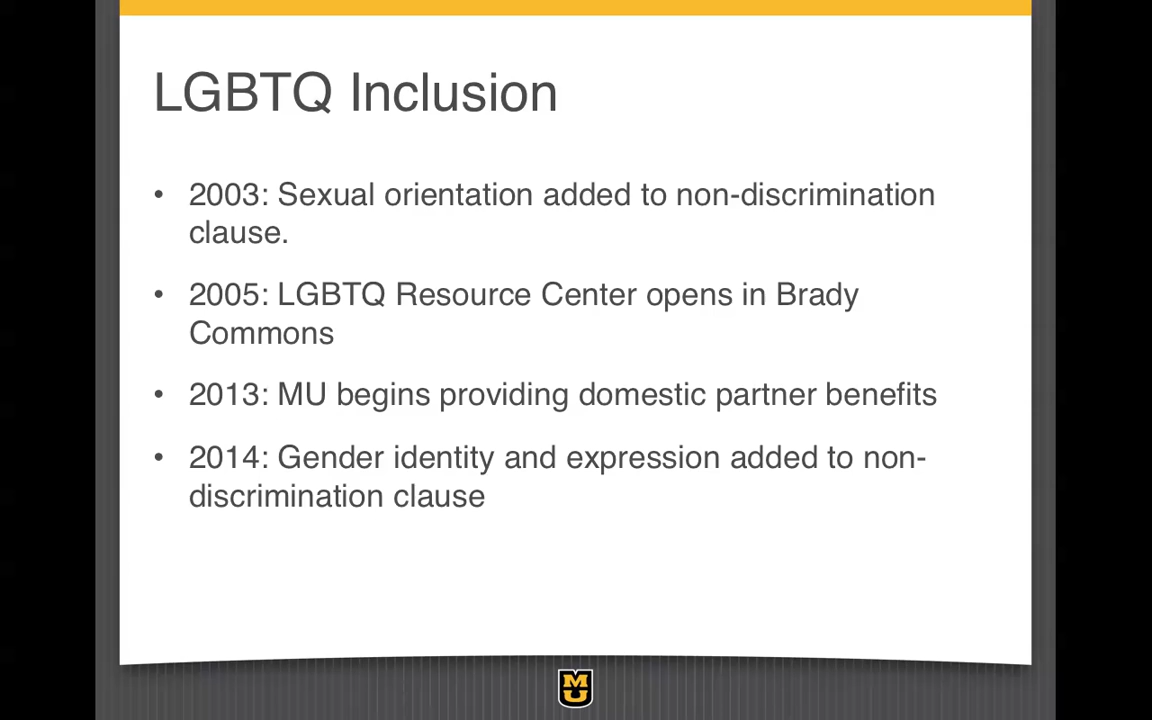 LGBTQ Inclusion
• 2003: Sexual orientation added to non-discrimination
clause.
• 2005: LGBTQ Resource Center opens in Brady
Commons
• 2013: MU begins providing domestic partner benefits
• 2014: Gender identity and expression added to non-
discrimination clause
MU